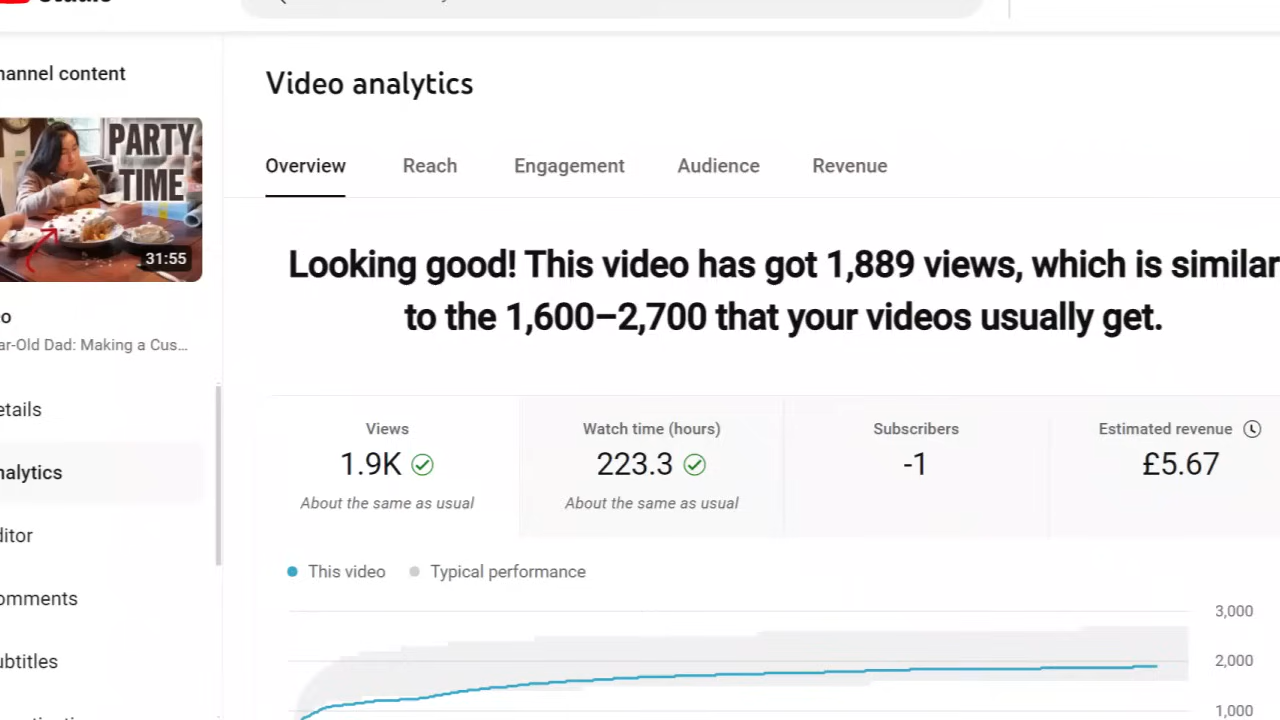 hannel content
PARTY
TIME
31:55
eo
ar-Old Dad: Making a Cus...
etails
nalytics
ditor
omments
ubtitles
Video analytics
Overview Reach Engagement Audience Revenue
Looking good! This video has got 1,889 views, which is similar
to the 1,600–2,700 that your videos usually get.
Views
1.9K
About the same as usual
Watch time (hours)
223.3
About the same as usual
Subscribers
-1
Estimated revenue
£5.67
This video Typical performance
3,000
2,000
1,000